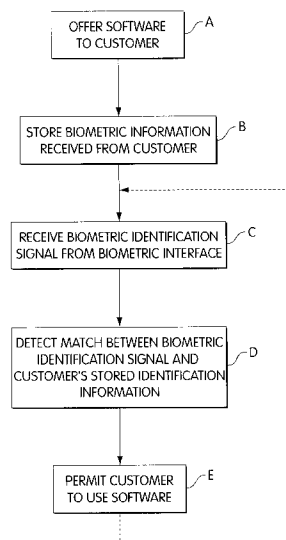 OFFER SOFTWARE
TO CUSTOMER
A
STORE BIOMETRIC INFORMATION
RECEIVED FROM CUSTOMER
B
RECEIVE BIOMETRIC IDENTIFICATION
SIGNAL FROM BIOMETRIC INTERFACE
C
DETECT MATCH BETWEEN BIOMETRIC
IDENTIFICATION SIGNAL AND
CUSTOMER'S STORED IDENTIFICATION
INFORMATION
D
PERMIT CUSTOMER
TO USE SOFTWARE
E